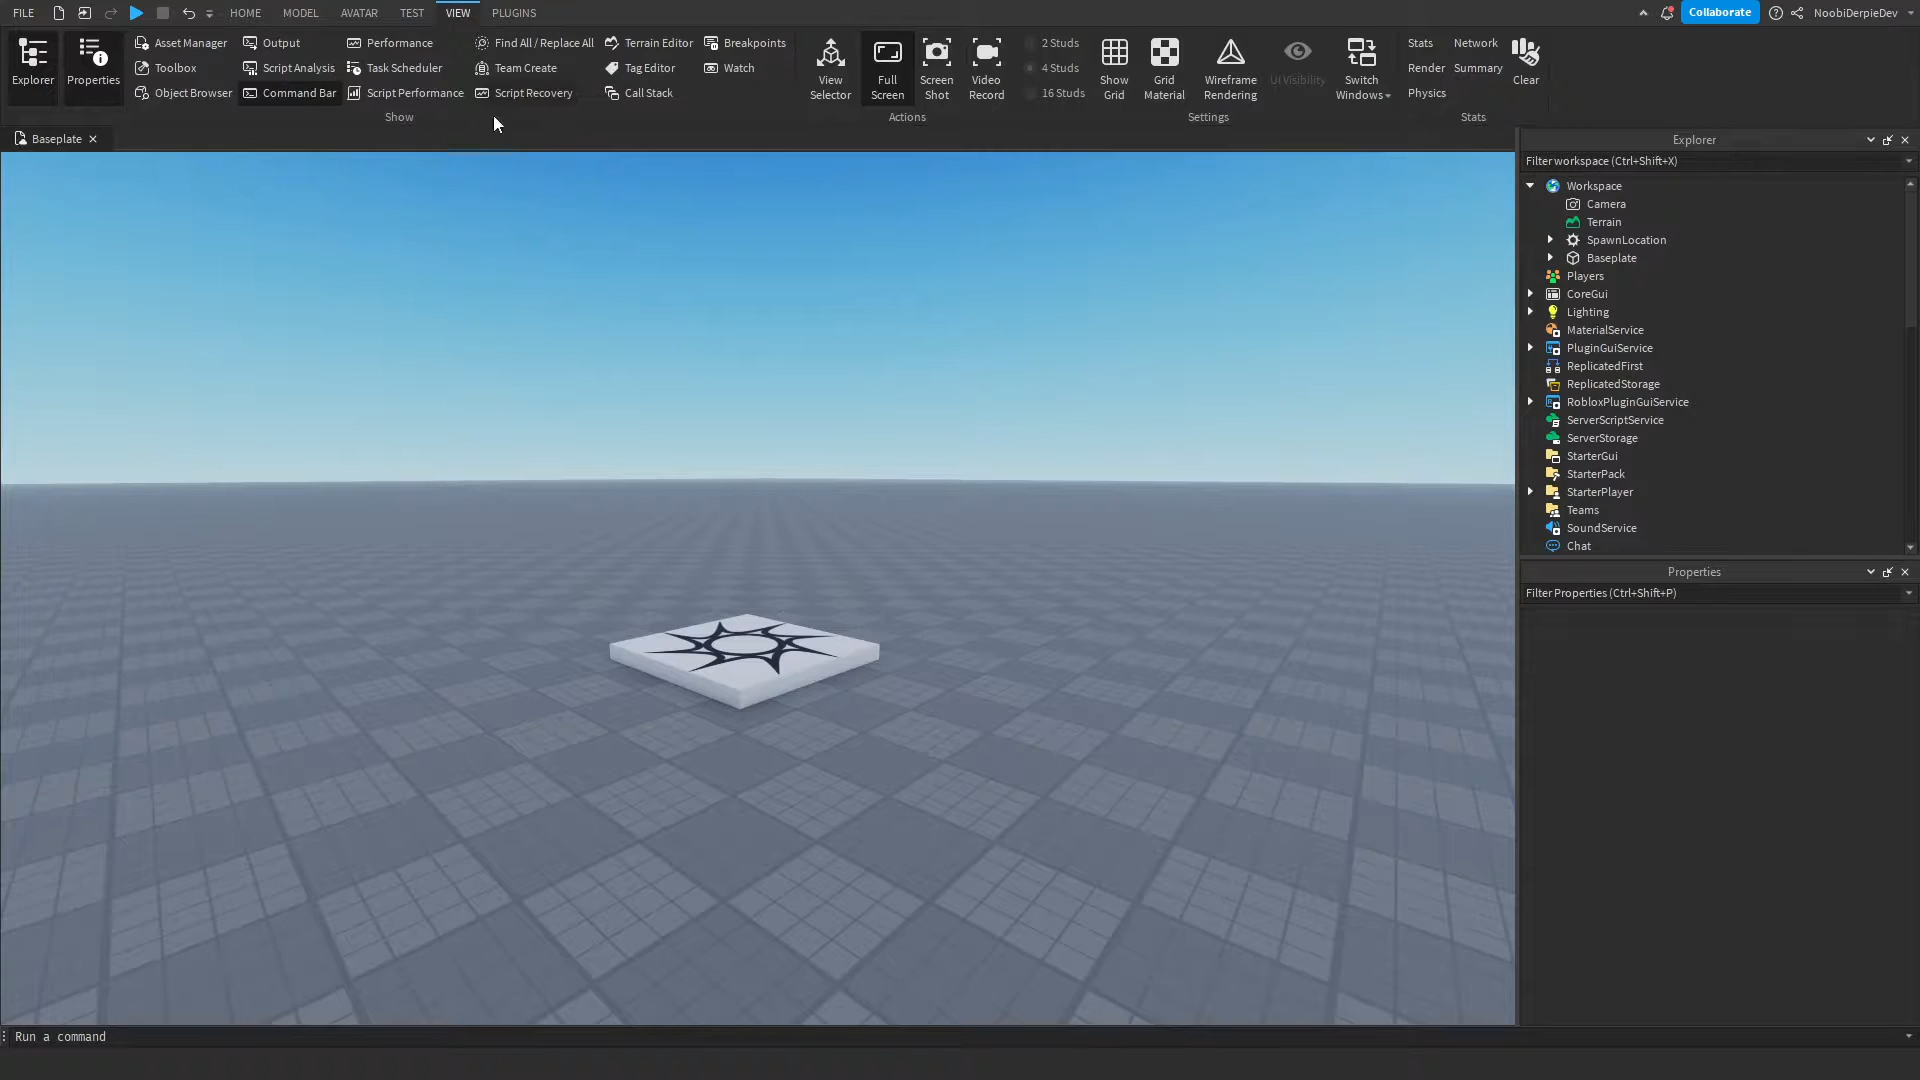 FILE HOME MODEL AVATAR TEST VIEW PLUGINS Collaborate NoobiDerpieDev
Explorer
Properties
Asset Manager Output Performance Find All / Replace All Terrain Editor Breakpoints
Toolbox Script Analysis Task Scheduler Team Create Tag Editor Watch
Object Browser Command Bar Script Performance Script Recovery Call Stack
Show
View Selector
Full Screen
Screen Shot
Video Record
Actions
2 Studs
4 Studs
16 Studs
Show Grid
Grid Material
Wireframe Rendering
UI Visibility
Switch Windows
Settings
Stats Network
Render Summary
Physics
Clear
Stats
Baseplate
Explorer
Filter workspace (Ctrl+Shift+X)
Workspace
Camera
Terrain
SpawnLocation
Baseplate
Players
CoreGui
Lighting
MaterialService
PluginGuiService
ReplicatedFirst
ReplicatedStorage
RobloxPluginGuiService
ServerScriptService
ServerStorage
StarterGui
StarterPack
StarterPlayer
Teams
SoundService
Chat
Properties
Filter Properties (Ctrl+Shift+P)
Run a command